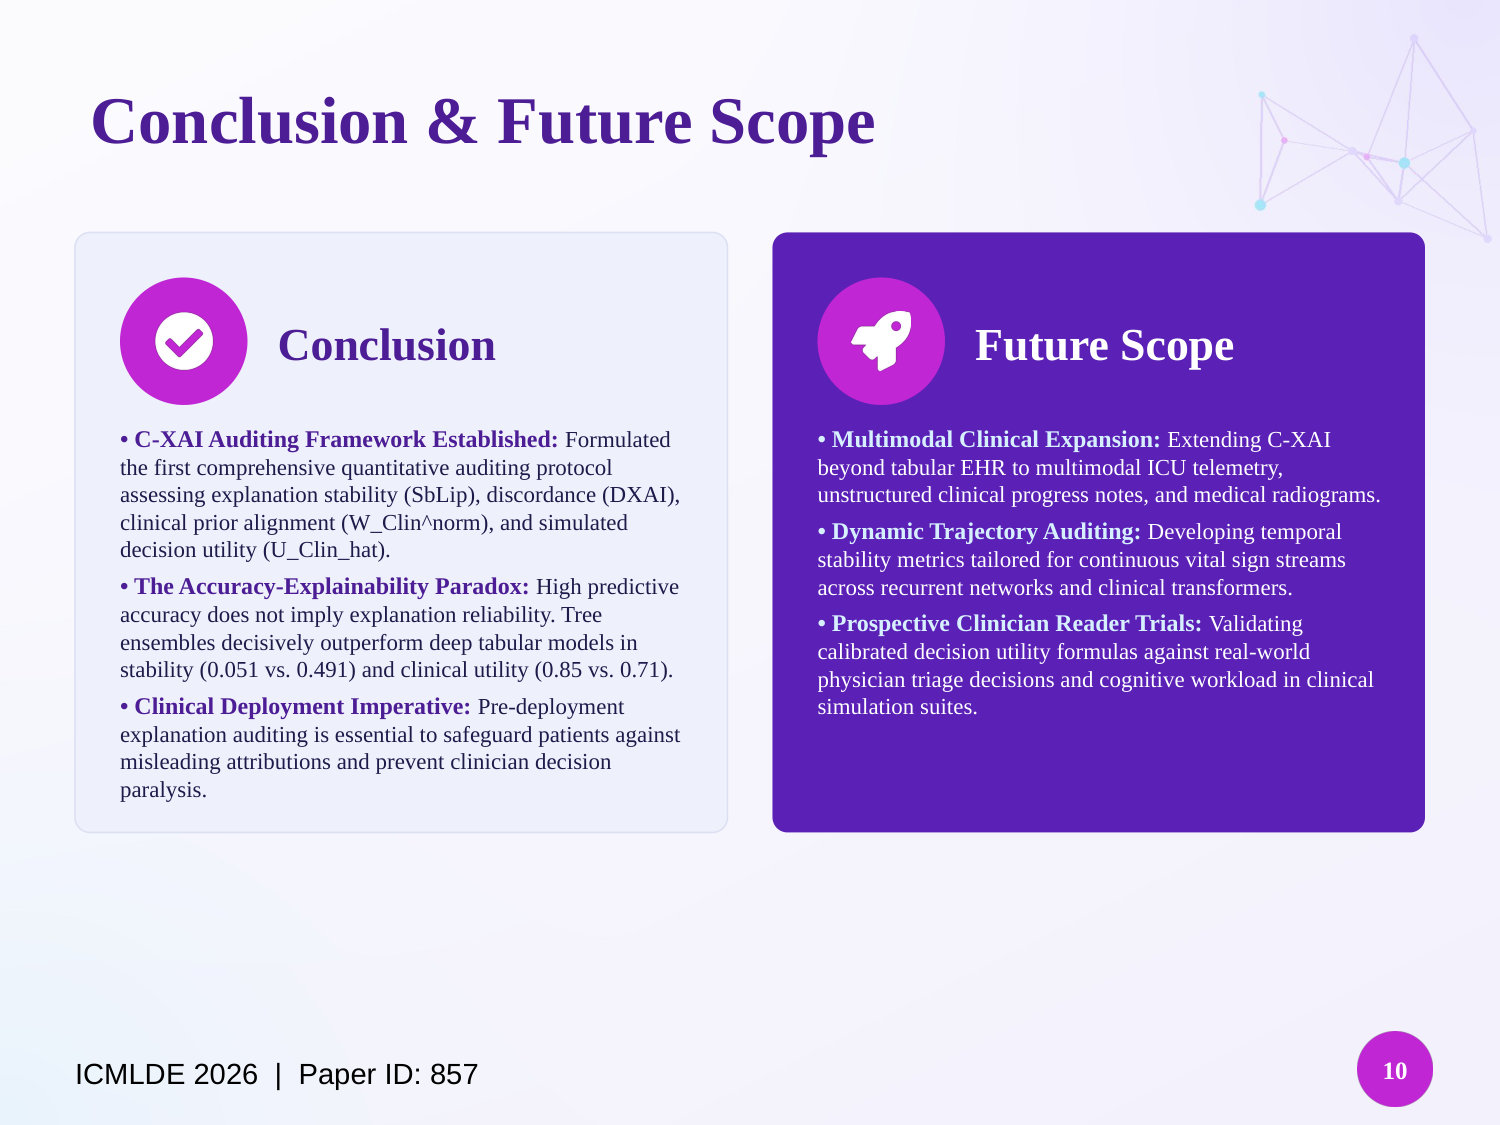 Conclusion & Future Scope
Conclusion
• C-XAI Auditing Framework Established: Formulated
the first comprehensive quantitative auditing protocol
assessing explanation stability (SbLip), discordance (DXAI),
clinical prior alignment (W_Clin^norm), and simulated
decision utility (U_Clin_hat).
• The Accuracy-Explainability Paradox: High predictive
accuracy does not imply explanation reliability. Tree
ensembles decisively outperform deep tabular models in
stability (0.051 vs. 0.491) and clinical utility (0.85 vs. 0.71).
• Clinical Deployment Imperative: Pre-deployment
explanation auditing is essential to safeguard patients against
misleading attributions and prevent clinician decision
paralysis.
Future Scope
• Multimodal Clinical Expansion: Extending C-XAI
beyond tabular EHR to multimodal ICU telemetry,
unstructured clinical progress notes, and medical radiograms.
• Dynamic Trajectory Auditing: Developing temporal
stability metrics tailored for continuous vital sign streams
across recurrent networks and clinical transformers.
• Prospective Clinician Reader Trials: Validating
calibrated decision utility formulas against real-world
physician triage decisions and cognitive workload in clinical
simulation suites.
ICMLDE 2026 | Paper ID: 857
10